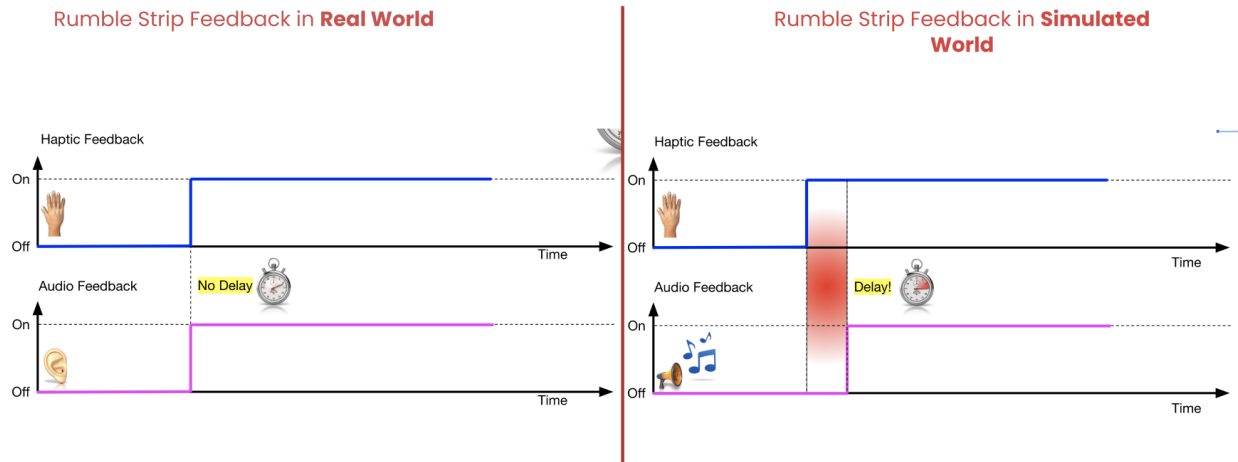 Rumble Strip Feedback in Real World
Haptic Feedback
On
Off
Time
No Delay
Audio Feedback
On
Off
Time
Rumble Strip Feedback in Simulated
World
Haptic Feedback
On
Off
Time
Delay!
Audio Feedback
On
Off
Time